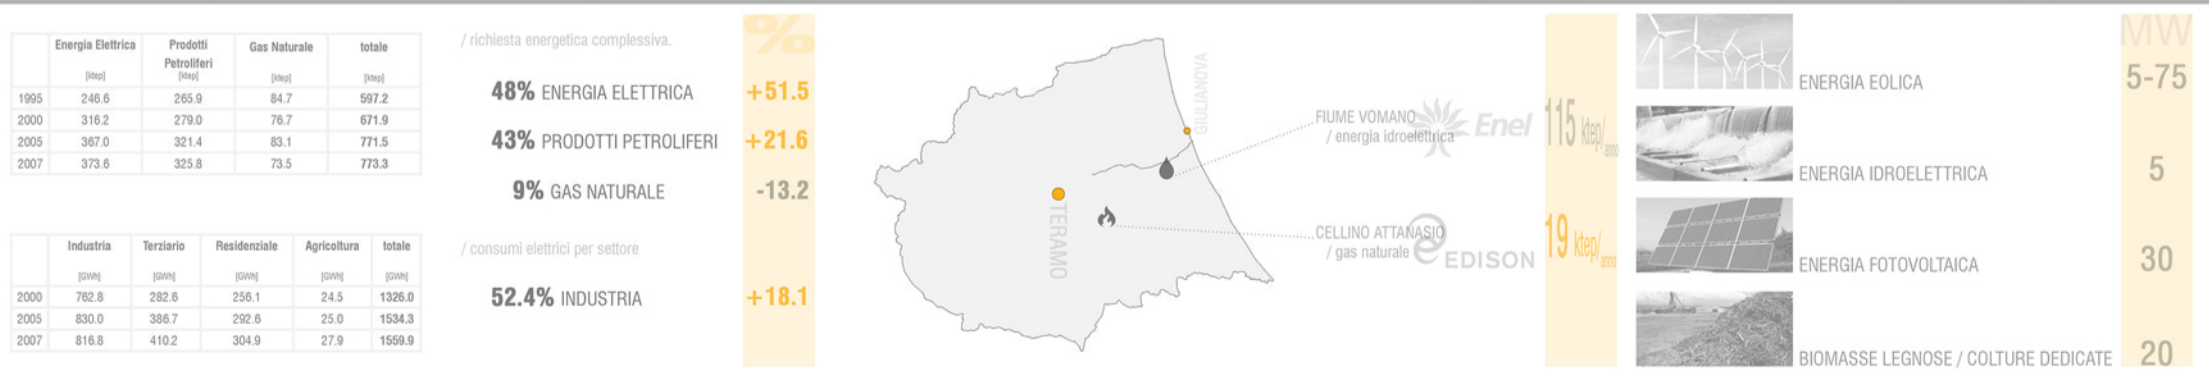 Energia Elettrica Prodotti Petroliferi Gas Naturale totale
[ktep] [ktep] [ktep] [ktep]
1995 246.6 265.9 84.7 597.2
2000 316.2 279.0 76.7 671.9
2005 367.0 321.4 83.1 771.5
2007 373.6 325.8 73.5 773.3
Industria Terziario Residenziale Agricoltura totale
[GWh] [GWh] [GWh] [GWh] [GWh]
2000 762.8 282.6 256.1 24.5 1326.0
2005 830.0 386.7 292.6 25.0 1534.3
2007 816.8 410.2 304.9 27.9 1559.9
/ richiesta energetica complessiva.
%
48% ENERGIA ELETTRICA +51.5
43% PRODOTTI PETROLIFERI +21.6
9% GAS NATURALE -13.2
/ consumi elettrici per settore
52.4% INDUSTRIA +18.1
GIULIANOVA
TERAMO
FIUME VOMANO
/ energia idroelettrica
Enel
115 ktep/anno
CELLINO ATTANASIO
/ gas naturale
EDISON
19 ktep/anno
MW
ENERGIA EOLICA 5-75
ENERGIA IDROELETTRICA 5
ENERGIA FOTOVOLTAICA 30
BIOMASSE LEGNOSE / COLTURE DEDICATE 20